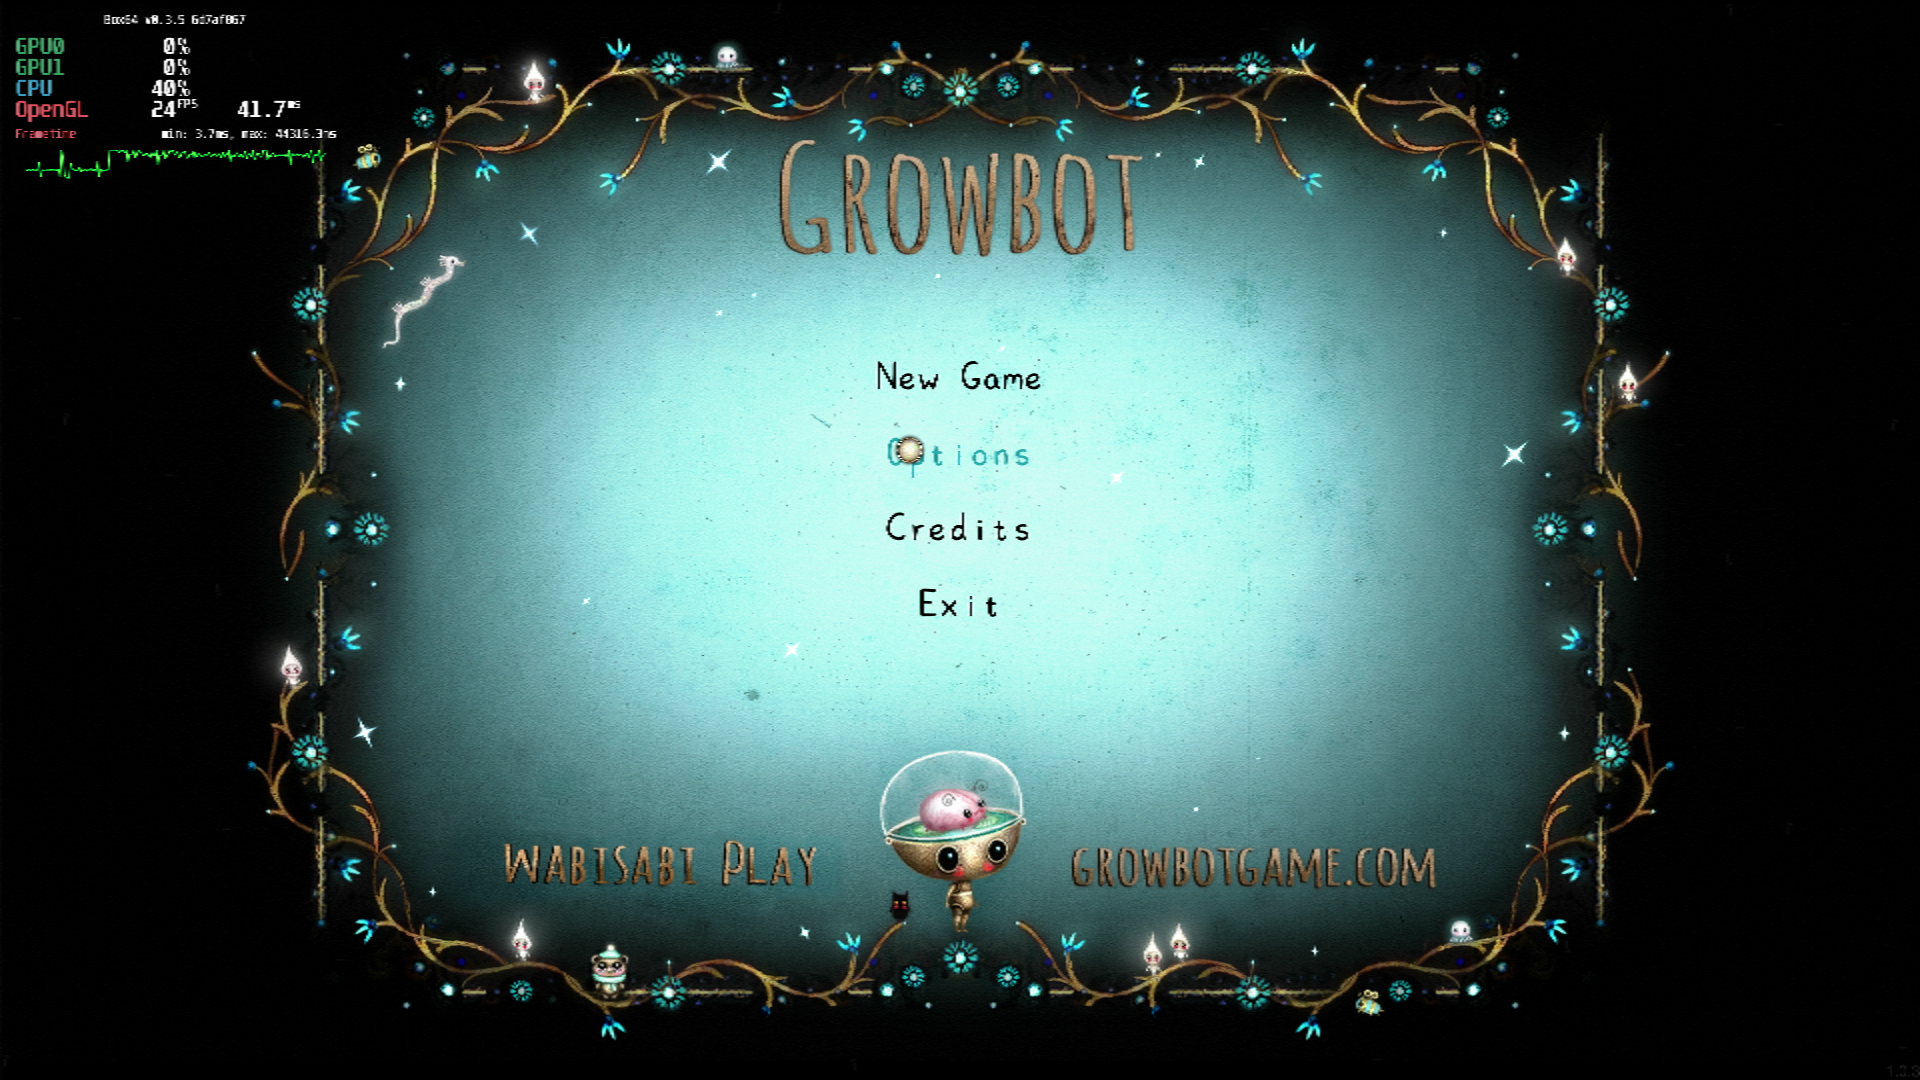 Box64 v0.3.5 6d7af067
GPU0 0%
GPU1 0%
CPU 40%
OpenGL 24 FPS 41.7 ms
Frametime min: 3.7ms, max: 44316.3ms
GROWBOT
New Game
Options
Credits
Exit
WABISABI PLAY
GROWBOTGAME.COM